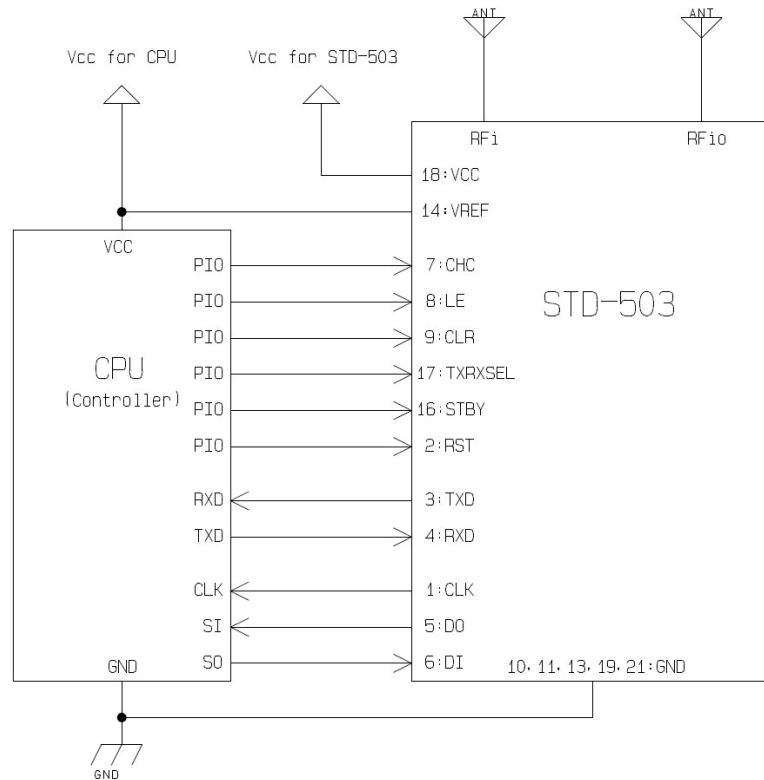 ANT ANT
Vcc for CPU Vcc for STD-503
RFi RFio
18:VCC
14:VREF
VCC
PIO 7:CHC
PIO 8:LE
STD-503
PIO 9:CLR
CPU
PIO 17:TXRXSEL
(Controller)
PIO 16:STBY
PIO 2:RST
RXD 3:TXD
TXD 4:RXD
CLK 1:CLK
SI 5:DO
SO 6:DI
GND 10,11,13,19,21:GND
GND